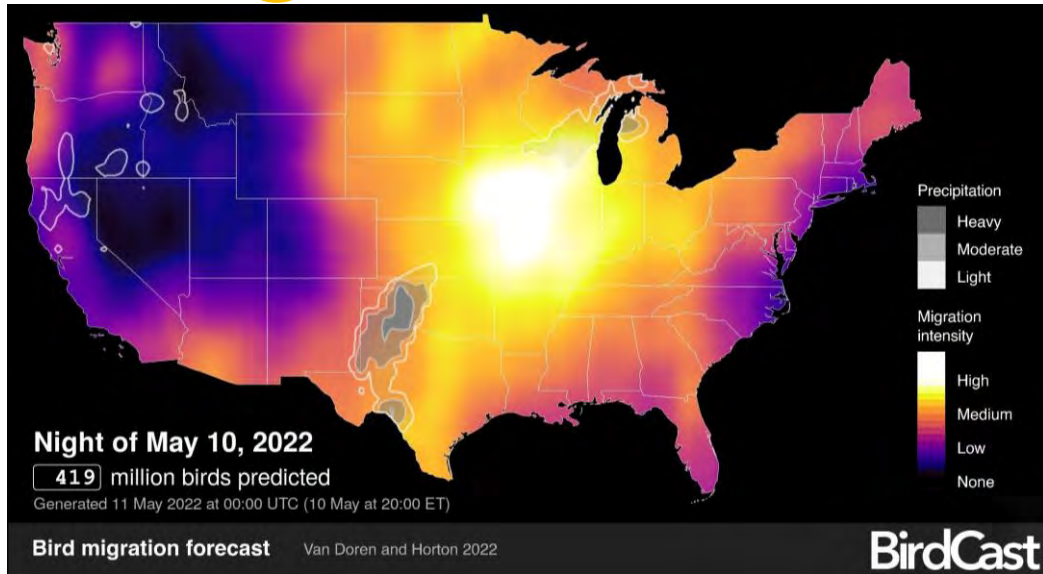 Precipitation
Heavy
Moderate
Light
Migration
intensity
High
Medium
Low
None
Night of May 10, 2022
419 million birds predicted
Generated 11 May 2022 at 00:00 UTC (10 May at 20:00 ET)
Bird migration forecast Van Doren and Horton 2022
BirdCast